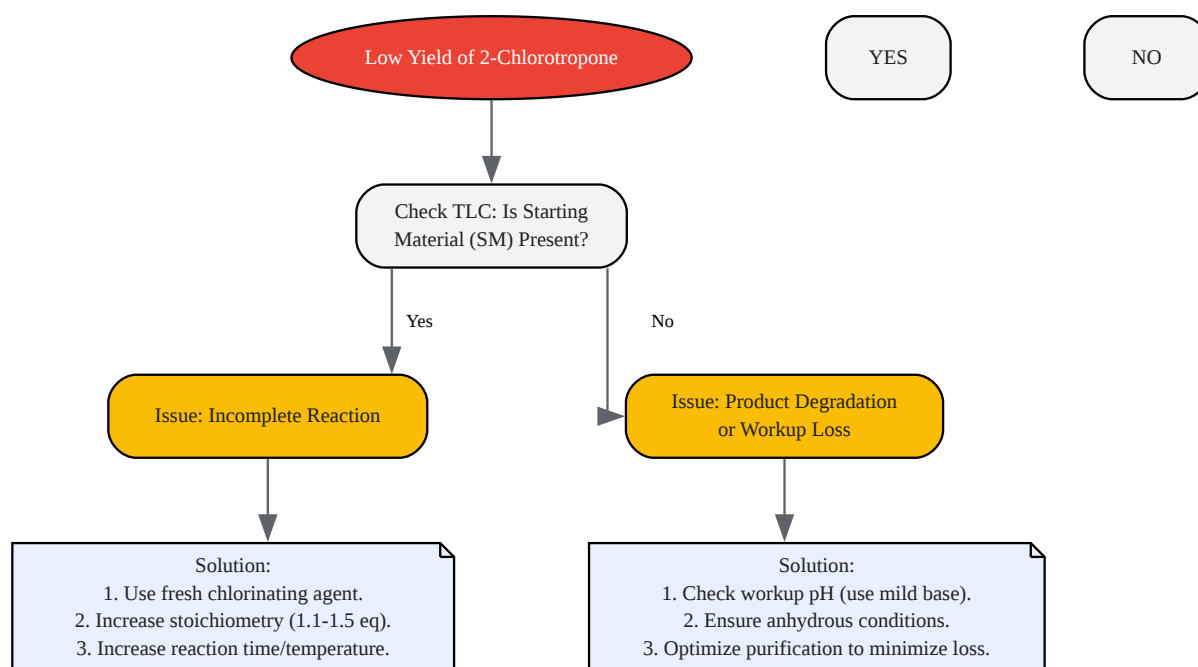 Low Yield of 2-Chlorotropone
YES
NO
Check TLC: Is Starting
Material (SM) Present?
Yes
No
Issue: Incomplete Reaction
Issue: Product Degradation
or Workup Loss
Solution:
1. Use fresh chlorinating agent.
2. Increase stoichiometry (1.1-1.5 eq).
3. Increase reaction time/temperature.
Solution:
1. Check workup pH (use mild base).
2. Ensure anhydrous conditions.
3. Optimize purification to minimize loss.